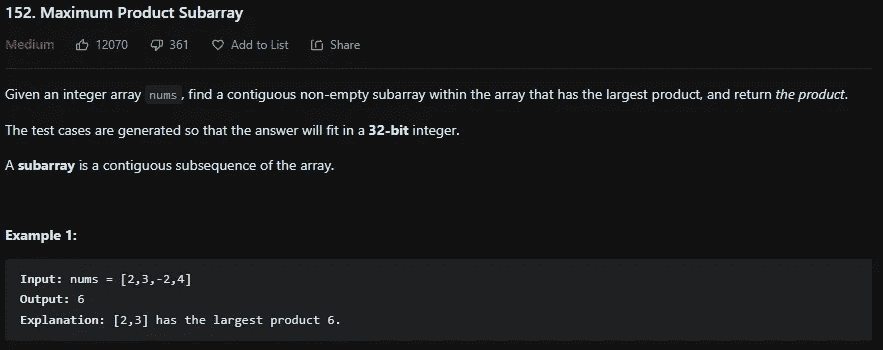 152. Maximum Product Subarray
Medium 12070 361 Add to List Share
Given an integer array nums, find a contiguous non-empty subarray within the array that has the largest product, and return the product.
The test cases are generated so that the answer will fit in a 32-bit integer.
A subarray is a contiguous subsequence of the array.
Example 1:
Input: nums = [2,3,-2,4]
Output: 6
Explanation: [2,3] has the largest product 6.